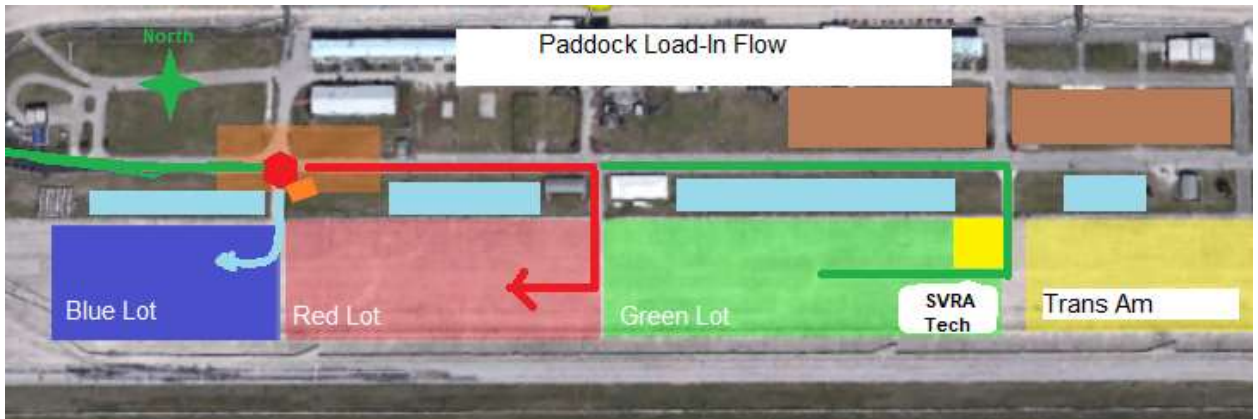 North
Paddock Load-In Flow
Blue Lot
Red Lot
Green Lot
SVRA
Tech
Trans Am